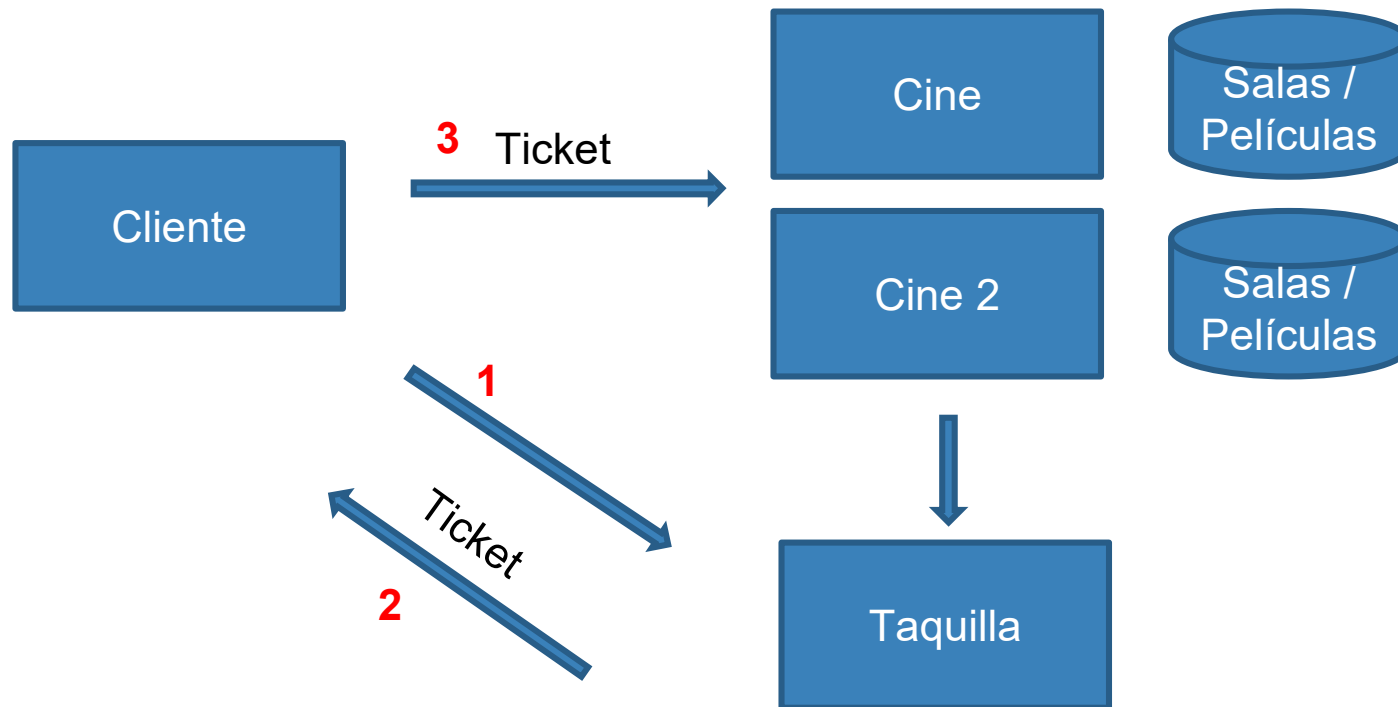 Cine
Salas /
Películas
3 Ticket
Cliente
Cine 2
Salas /
Películas
1
Ticket
2
Taquilla